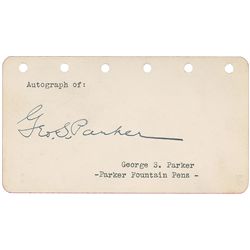 Autograph of:
Geo. S. Parker
George S. Parker
-Parker Fountain Pens -